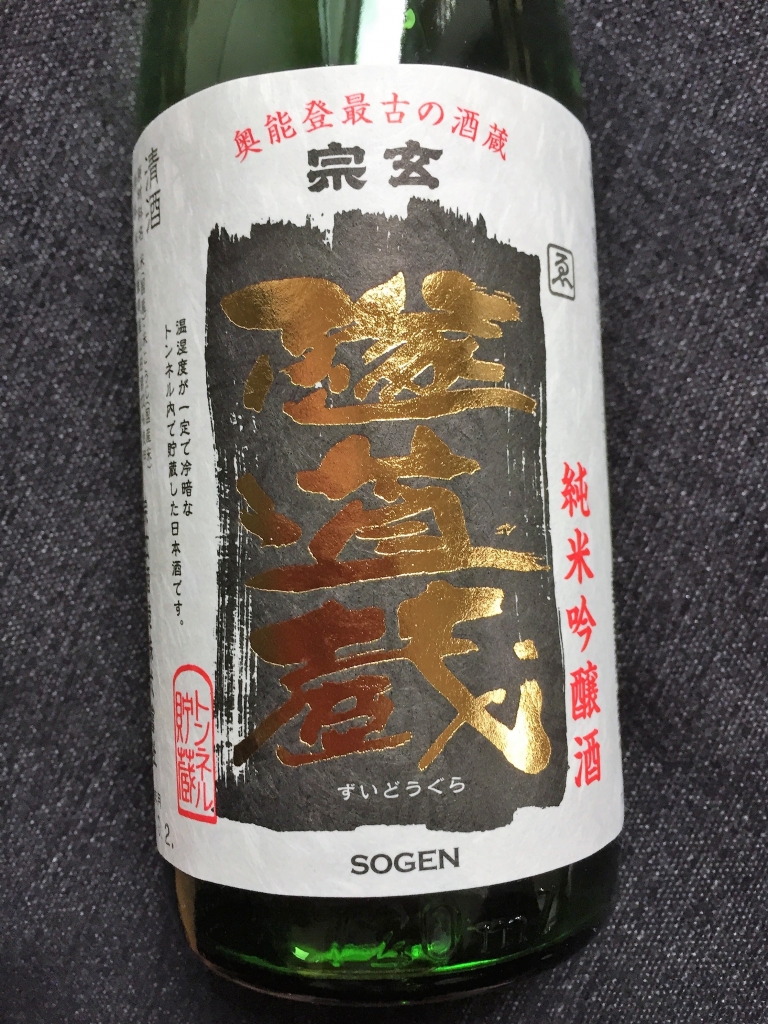 奥能登最古の酒蔵
宗玄
清酒
ゑ
隧道蔵
ずいどうぐら
純米吟醸酒
温湿度が一定で冷暗な
トンネル内で貯蔵した日本酒です。
トンネル
貯蔵
SOGEN